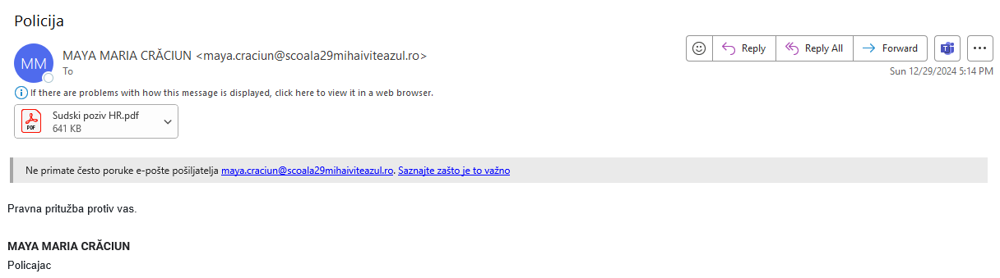 Policija
MM
MAYA MARIA CRĂCIUN <maya.craciun@scoala29mihaiviteazul.ro>
To
Reply
Reply All
Forward
Sun 12/29/2024 5:14 PM
If there are problems with how this message is displayed, click here to view it in a web browser.
PDF
Sudski poziv HR.pdf
641 KB
Ne primate često poruke e-pošte pošiljatelja maya.craciun@scoala29mihaiviteazul.ro. Saznajte zašto je to važno
Pravna pritužba protiv vas.
MAYA MARIA CRĂCIUN
Policajac